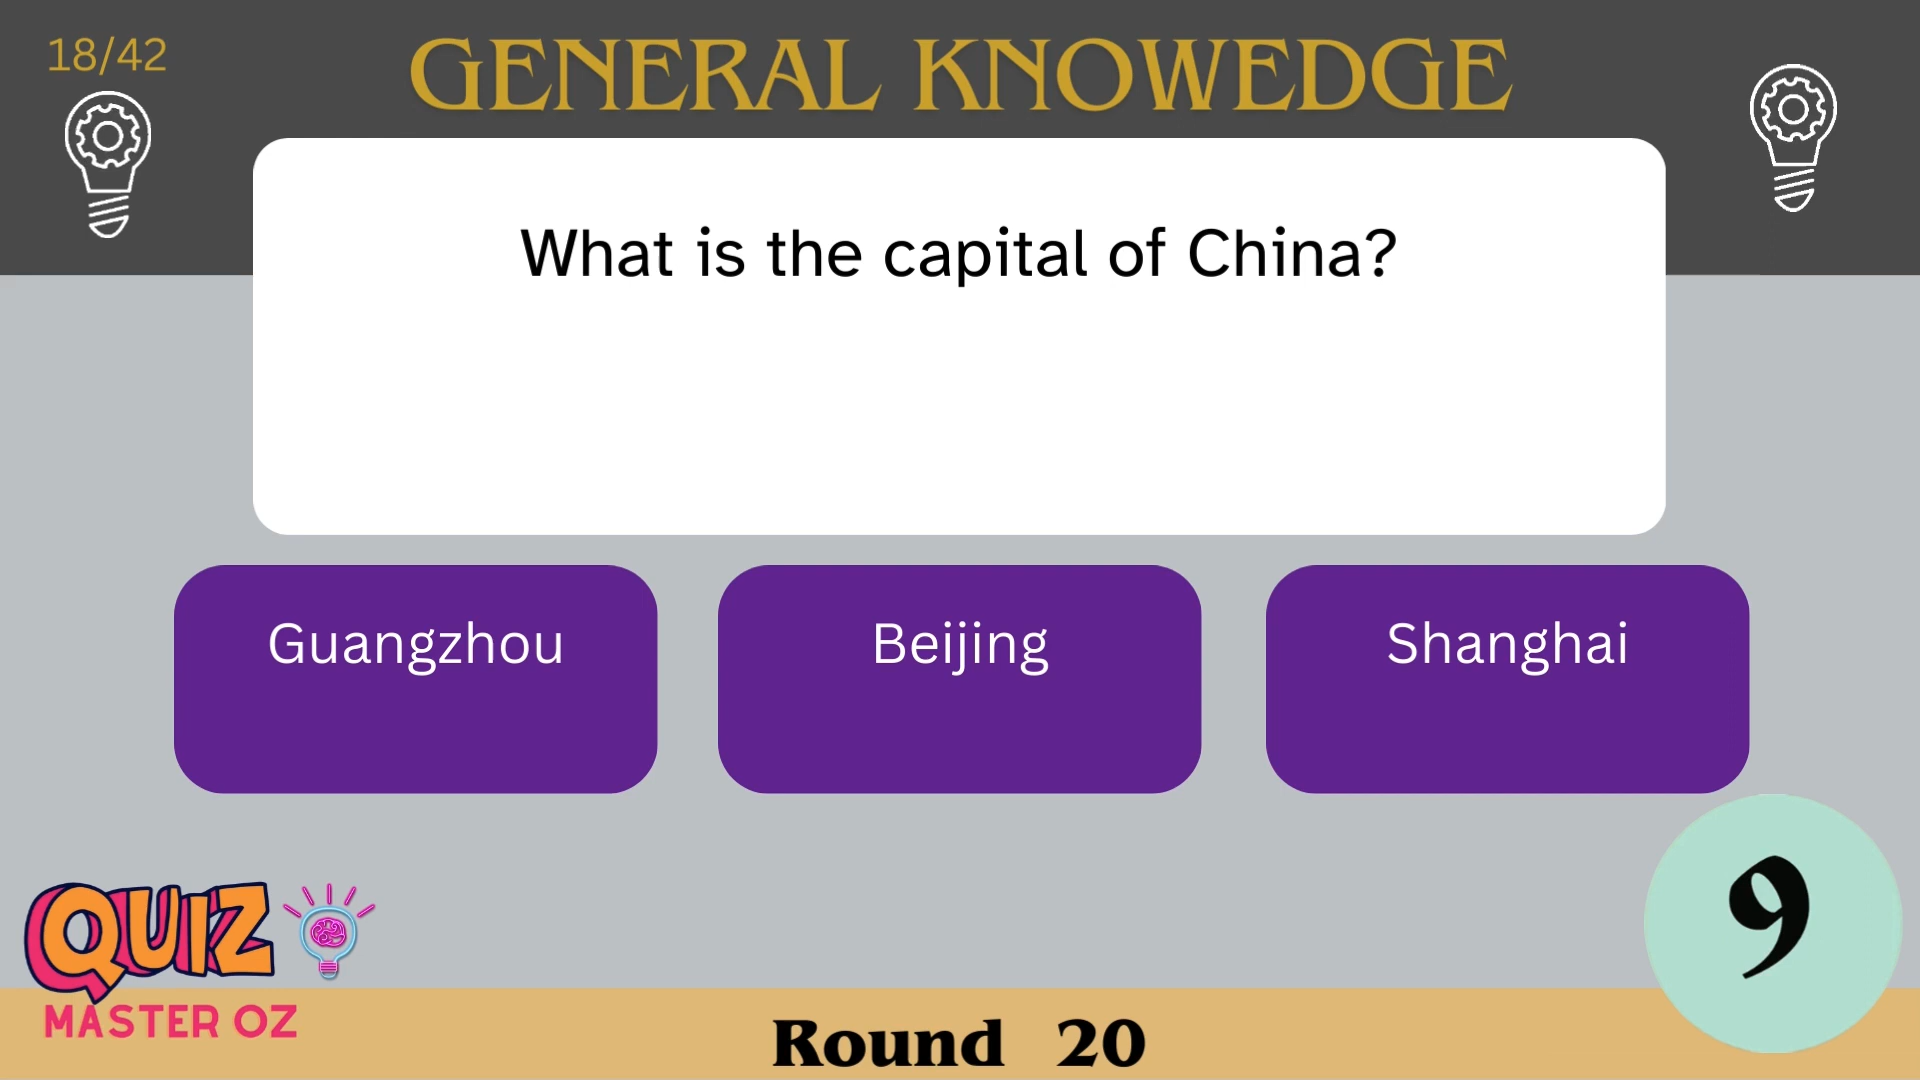 18/42
GENERAL KNOWEDGE
What is the capital of China?
Guangzhou
Beijing
Shanghai
9
QUIZ
MASTER OZ
Round 20